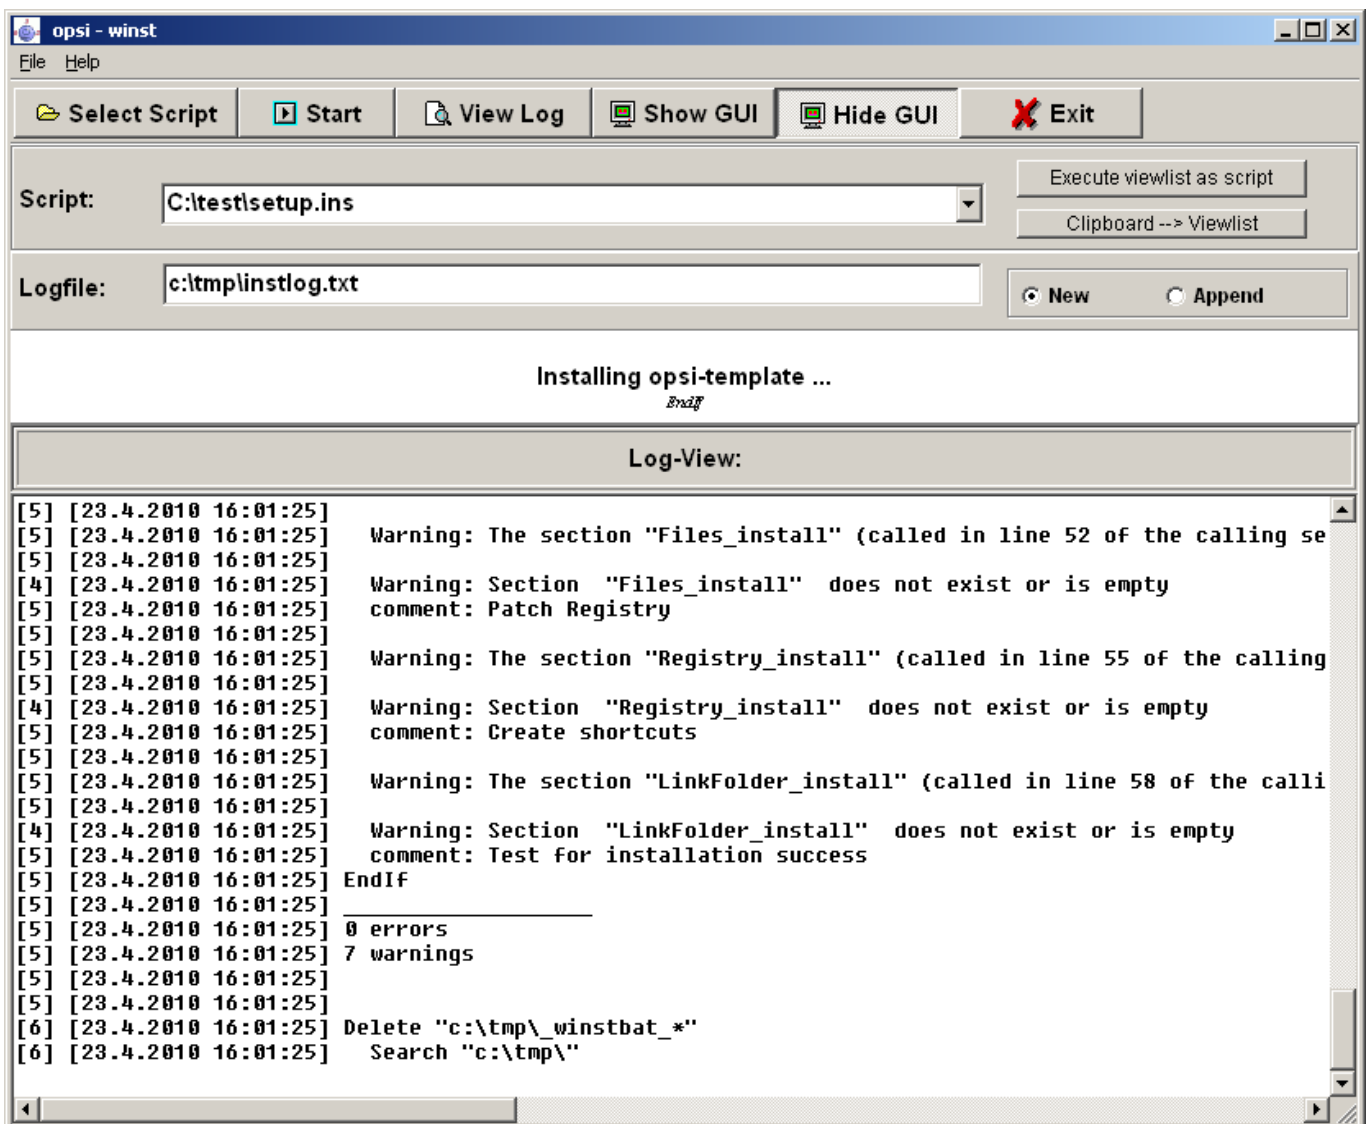 opsi - winst
File Help
Select Script Start View Log Show GUI Hide GUI Exit
Script: C:\test\setup.ins
Execute viewlist as script
Clipboard --> Viewlist
Logfile: c:\tmp\instlog.txt
New Append
Installing opsi-template ...
EndIf
Log-View:
[5] [23.4.2010 16:01:25]
[5] [23.4.2010 16:01:25] Warning: The section "Files_install" (called in line 52 of the calling se
[5] [23.4.2010 16:01:25]
[4] [23.4.2010 16:01:25] Warning: Section "Files_install" does not exist or is empty
[5] [23.4.2010 16:01:25] comment: Patch Registry
[5] [23.4.2010 16:01:25]
[5] [23.4.2010 16:01:25] Warning: The section "Registry_install" (called in line 55 of the calling
[5] [23.4.2010 16:01:25]
[4] [23.4.2010 16:01:25] Warning: Section "Registry_install" does not exist or is empty
[5] [23.4.2010 16:01:25] comment: Create shortcuts
[5] [23.4.2010 16:01:25]
[5] [23.4.2010 16:01:25] Warning: The section "LinkFolder_install" (called in line 58 of the calli
[5] [23.4.2010 16:01:25]
[4] [23.4.2010 16:01:25] Warning: Section "LinkFolder_install" does not exist or is empty
[5] [23.4.2010 16:01:25] comment: Test for installation success
[5] [23.4.2010 16:01:25] EndIf
[5] [23.4.2010 16:01:25] ___________________
[5] [23.4.2010 16:01:25] 0 errors
[5] [23.4.2010 16:01:25] 7 warnings
[5] [23.4.2010 16:01:25]
[5] [23.4.2010 16:01:25]
[6] [23.4.2010 16:01:25] Delete "c:\tmp\_winstbat_*"
[6] [23.4.2010 16:01:25] Search "c:\tmp\"